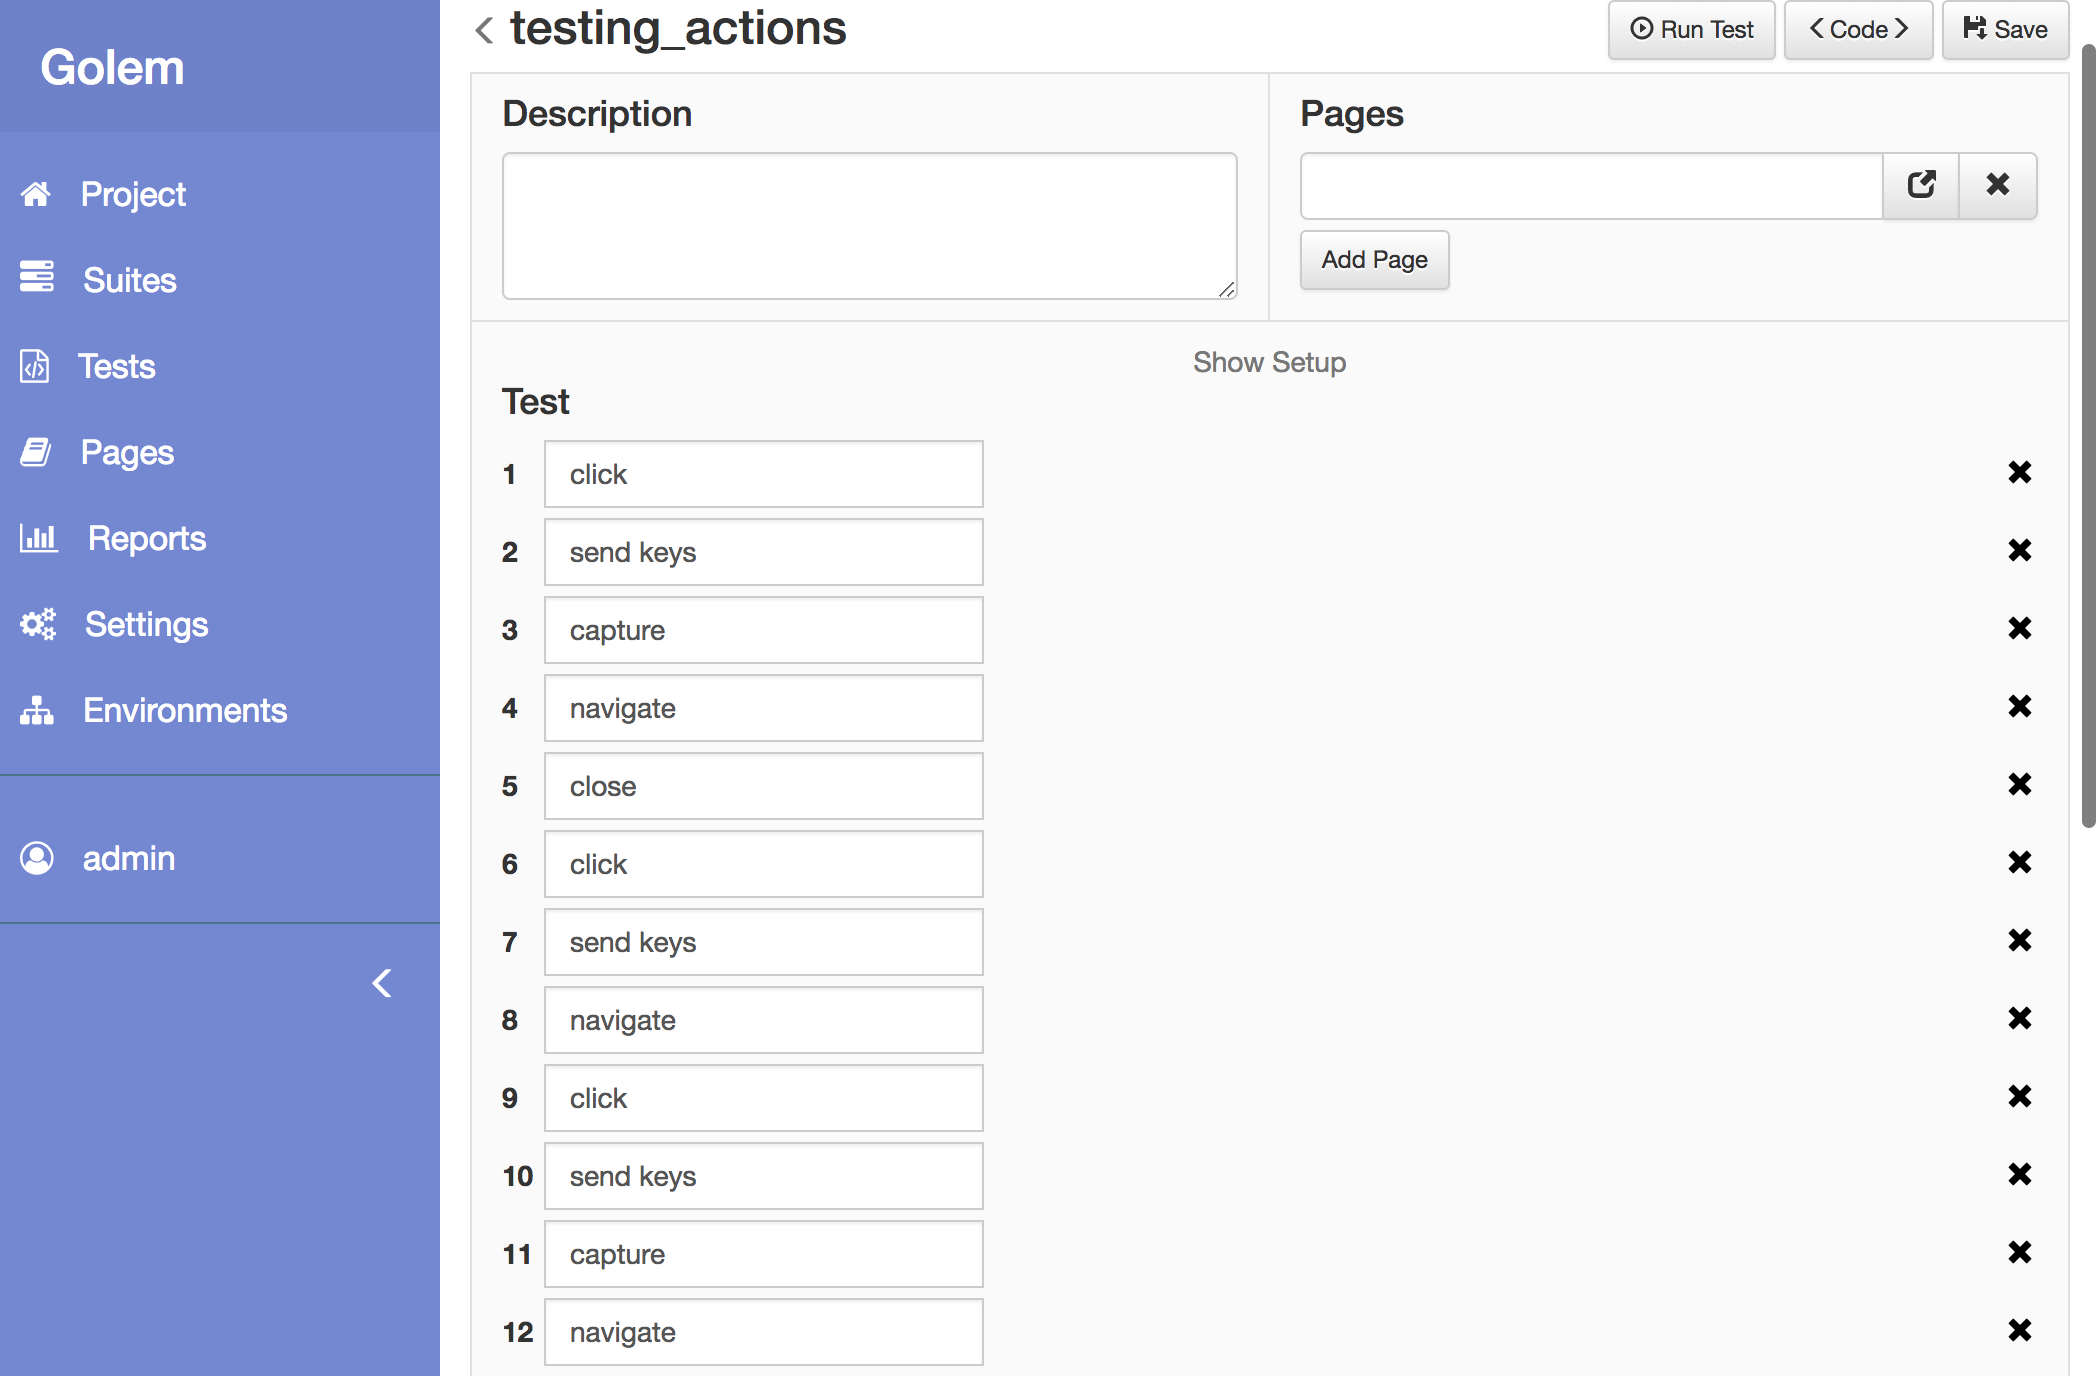 Golem
Project
Suites
Tests
Pages
Reports
Settings
Environments
admin
testing_actions
Run Test
Code
Save
Description
Pages
Add Page
Show Setup
Test
1 click
2 send keys
3 capture
4 navigate
5 close
6 click
7 send keys
8 navigate
9 click
10 send keys
11 capture
12 navigate